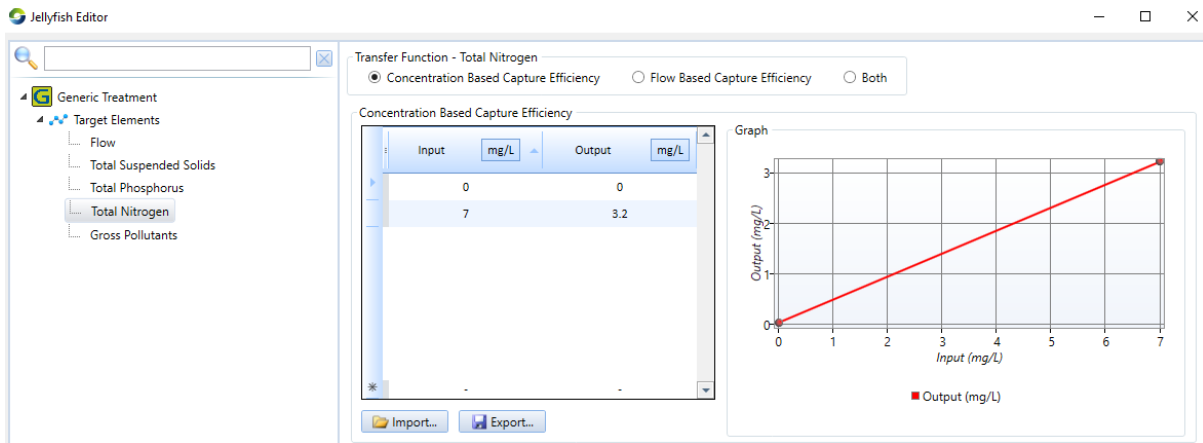 Jellyfish Editor
Generic Treatment
Target Elements
Flow
Total Suspended Solids
Total Phosphorus
Total Nitrogen
Gross Pollutants
Transfer Function - Total Nitrogen
Concentration Based Capture Efficiency Flow Based Capture Efficiency Both
Concentration Based Capture Efficiency
Input mg/L Output mg/L
0 0
7 3.2
- -
Import... Export...
Graph
3
2
1
0
Output (mg/L)
0 1 2 3 4 5 6 7
Input (mg/L)
Output (mg/L)